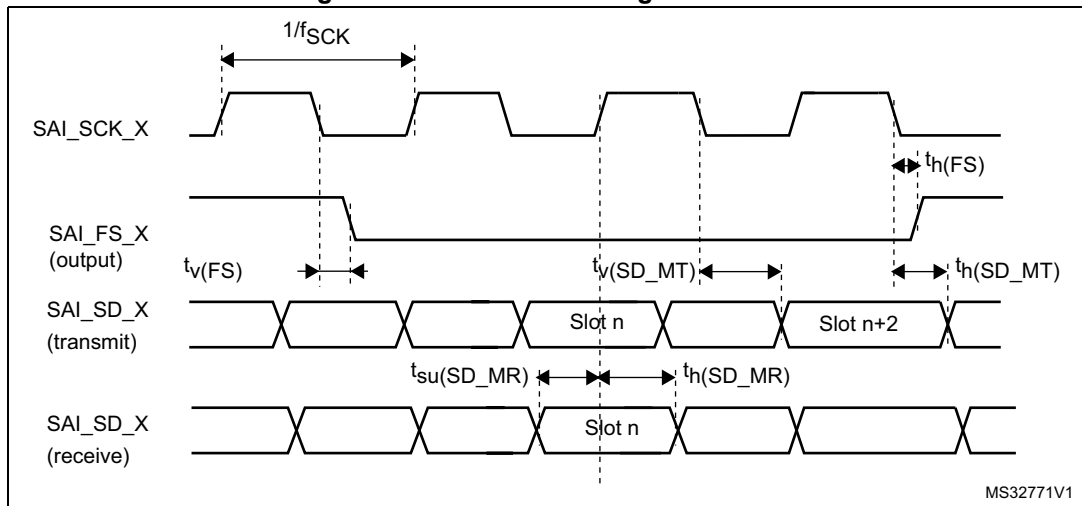 1/fSCK
SAI_SCK_X
th(FS)
SAI_FS_X
(output)
tv(FS)
tv(SD_MT)
th(SD_MT)
SAI_SD_X
(transmit)
Slot n
Slot n+2
tsu(SD_MR)
th(SD_MR)
SAI_SD_X
(receive)
Slot n
MS32771V1